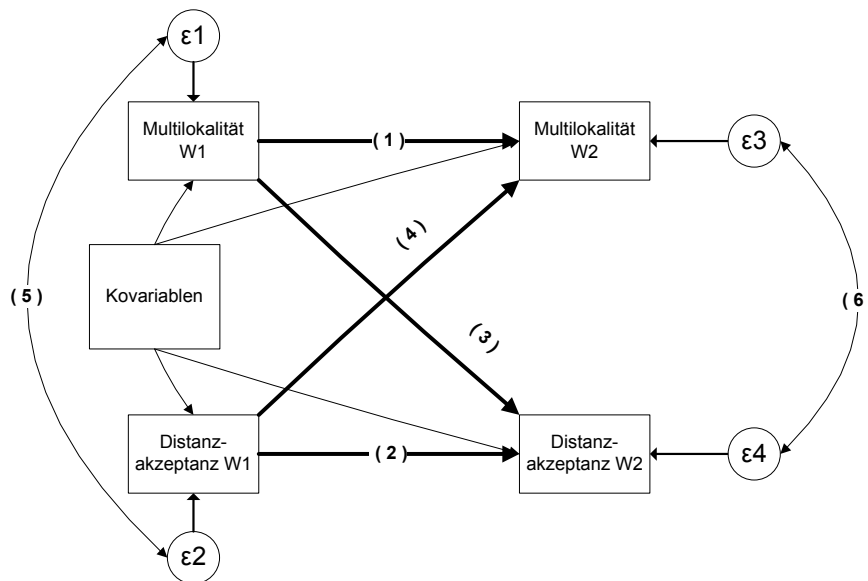 ε1
Multilokalität
W1
( 1 )
Multilokalität
W2
ε3
( 4 )
Kovariablen
( 5 )
( 6
( 3 )
Distanz-
akzeptanz W1
( 2 )
Distanz-
akzeptanz W2
ε4
ε2